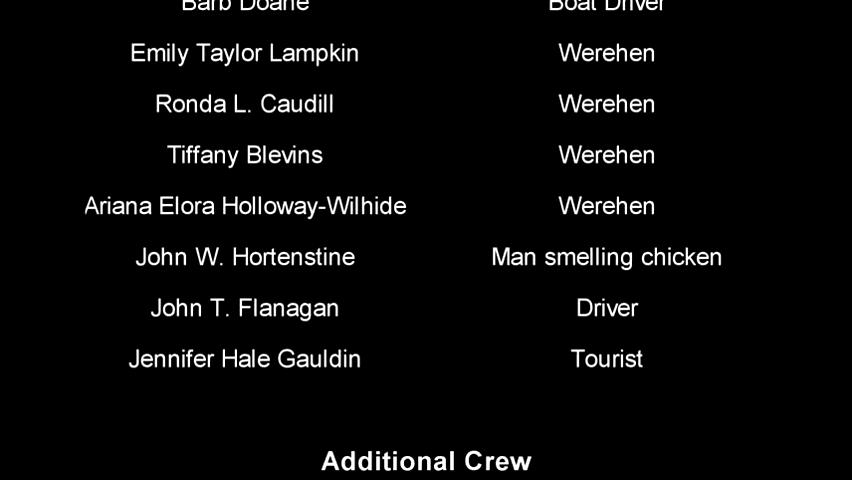 Barb Doane Boat Driver
Emily Taylor Lampkin Werehen
Ronda L. Caudill Werehen
Tiffany Blevins Werehen
Ariana Elora Holloway-Wilhide Werehen
John W. Hortenstine Man smelling chicken
John T. Flanagan Driver
Jennifer Hale Gauldin Tourist
Additional Crew